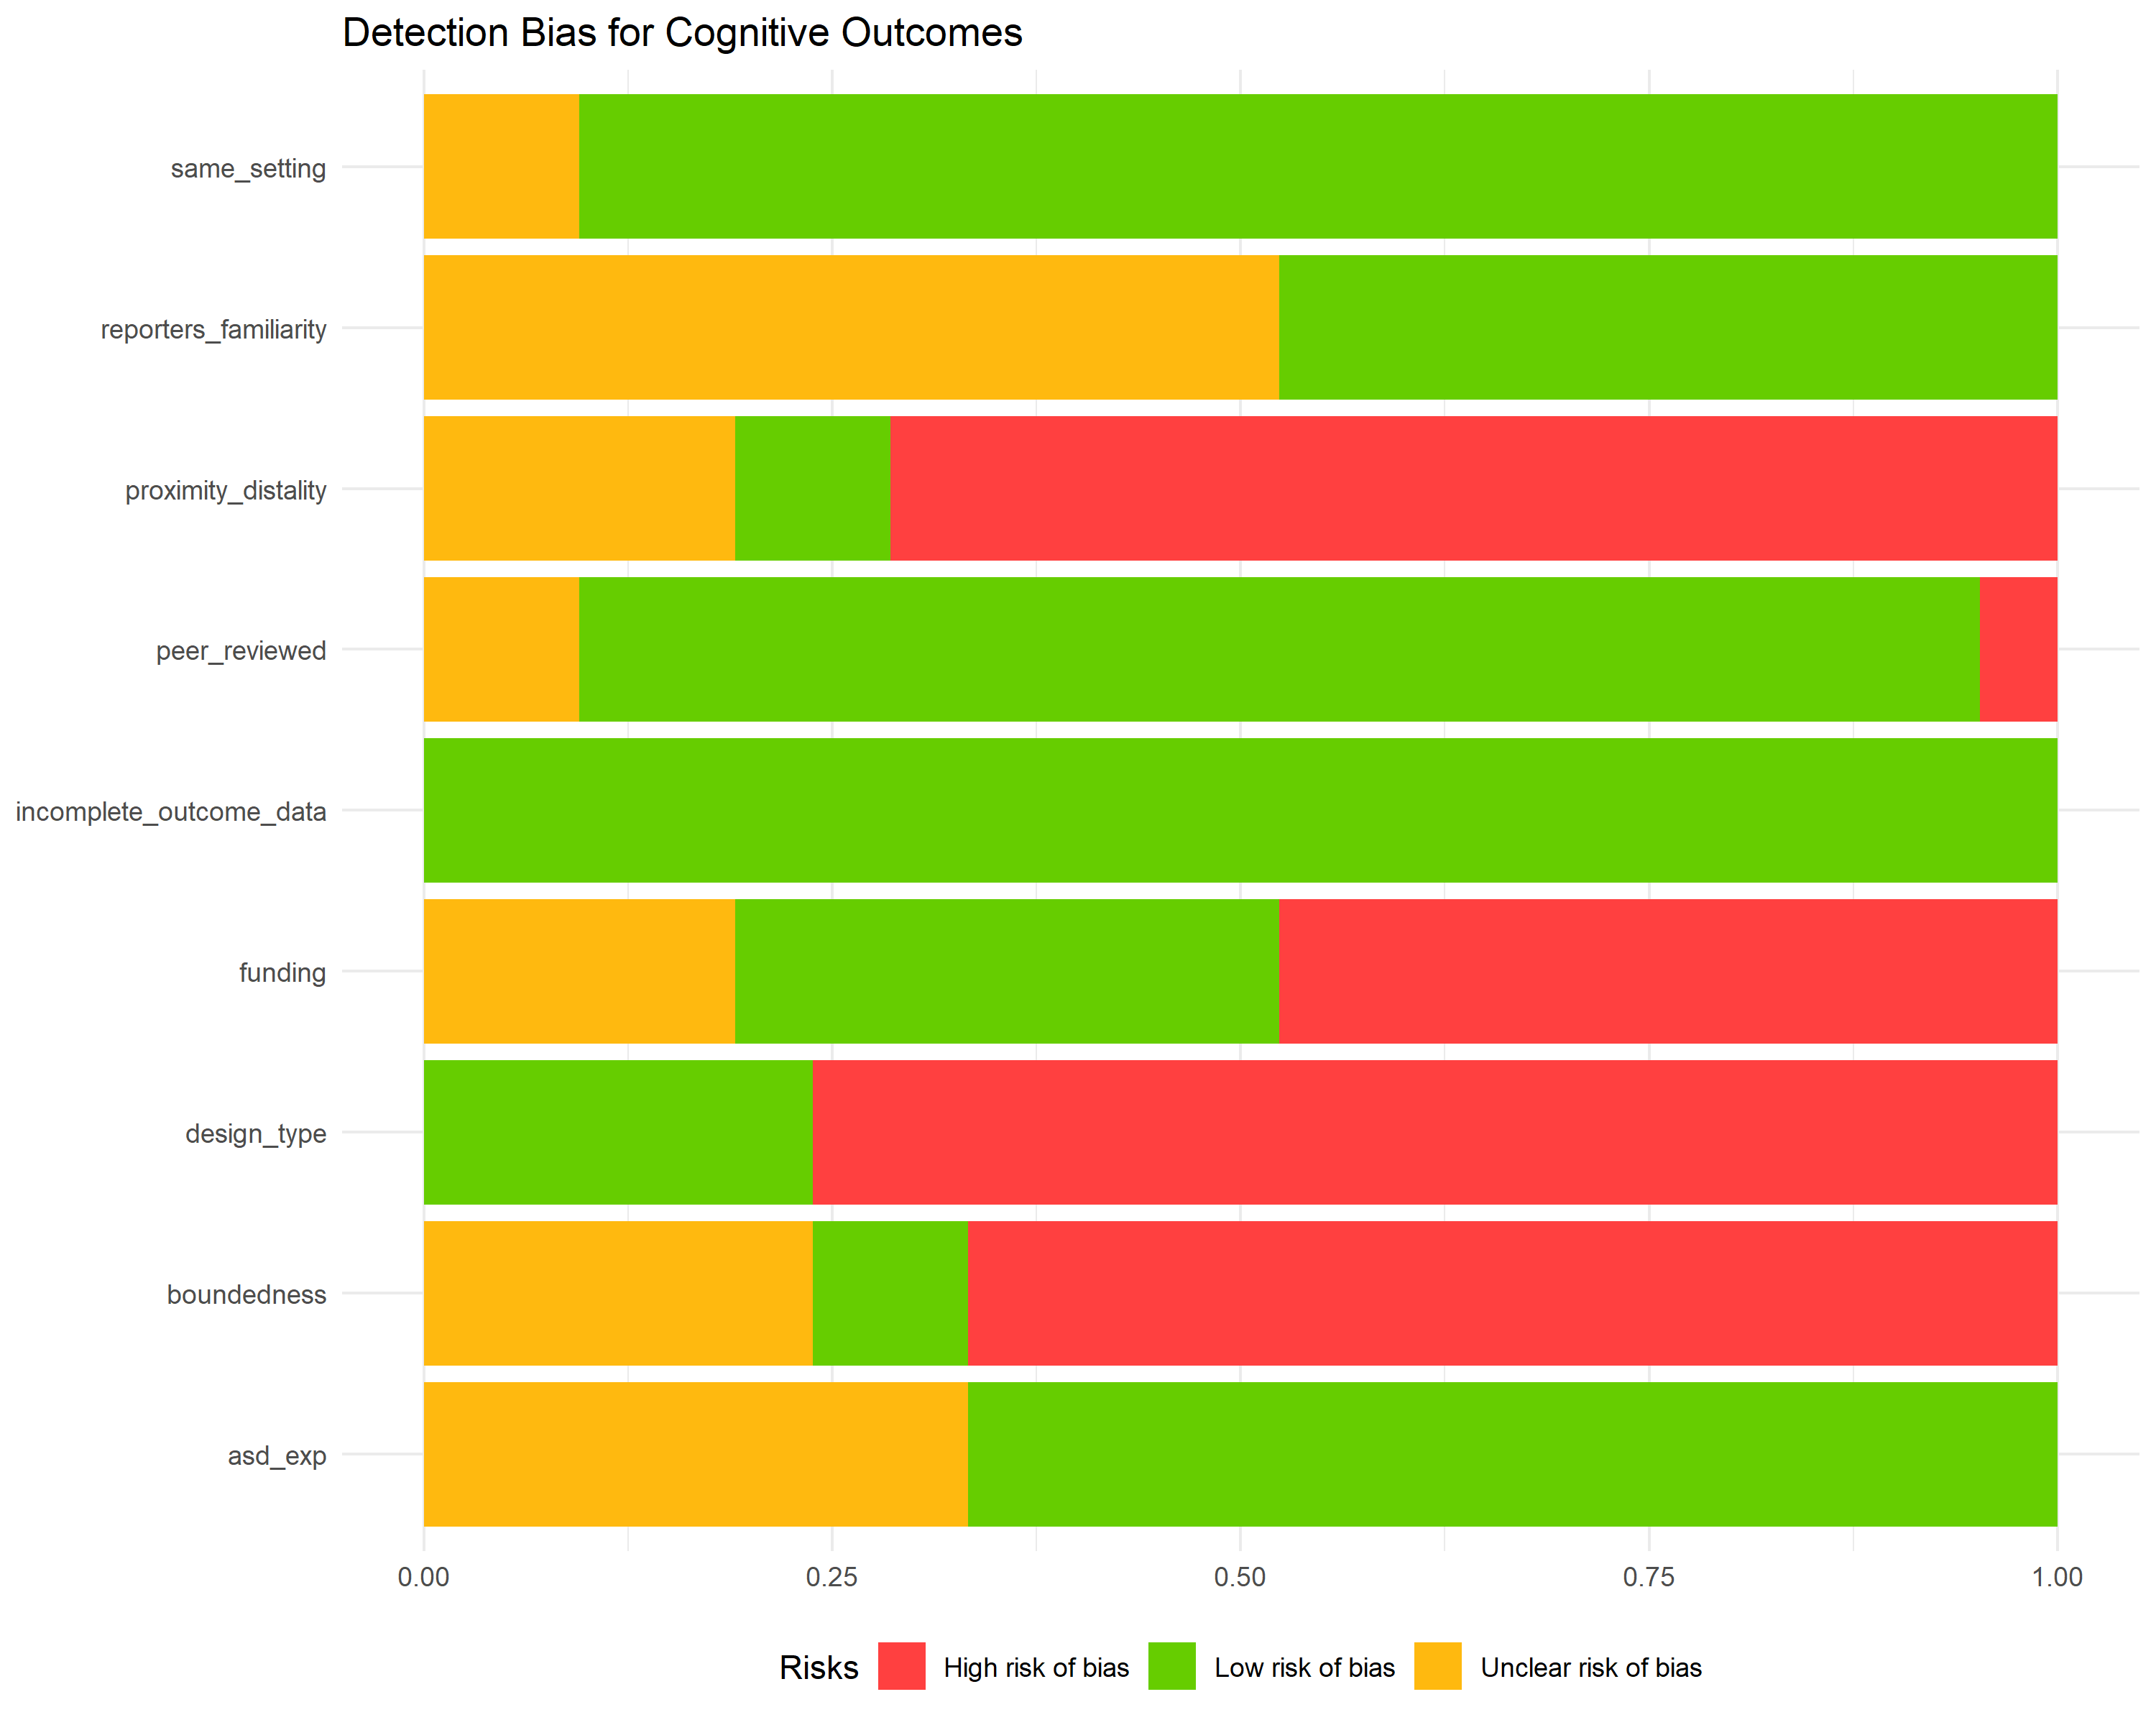 Detection Bias for Cognitive Outcomes
same_setting
reporters_familiarity
proximity_distality
peer_reviewed
incomplete_outcome_data
funding
design_type
boundedness
asd_exp
0.00 0.25 0.50 0.75 1.00
Risks High risk of bias Low risk of bias Unclear risk of bias